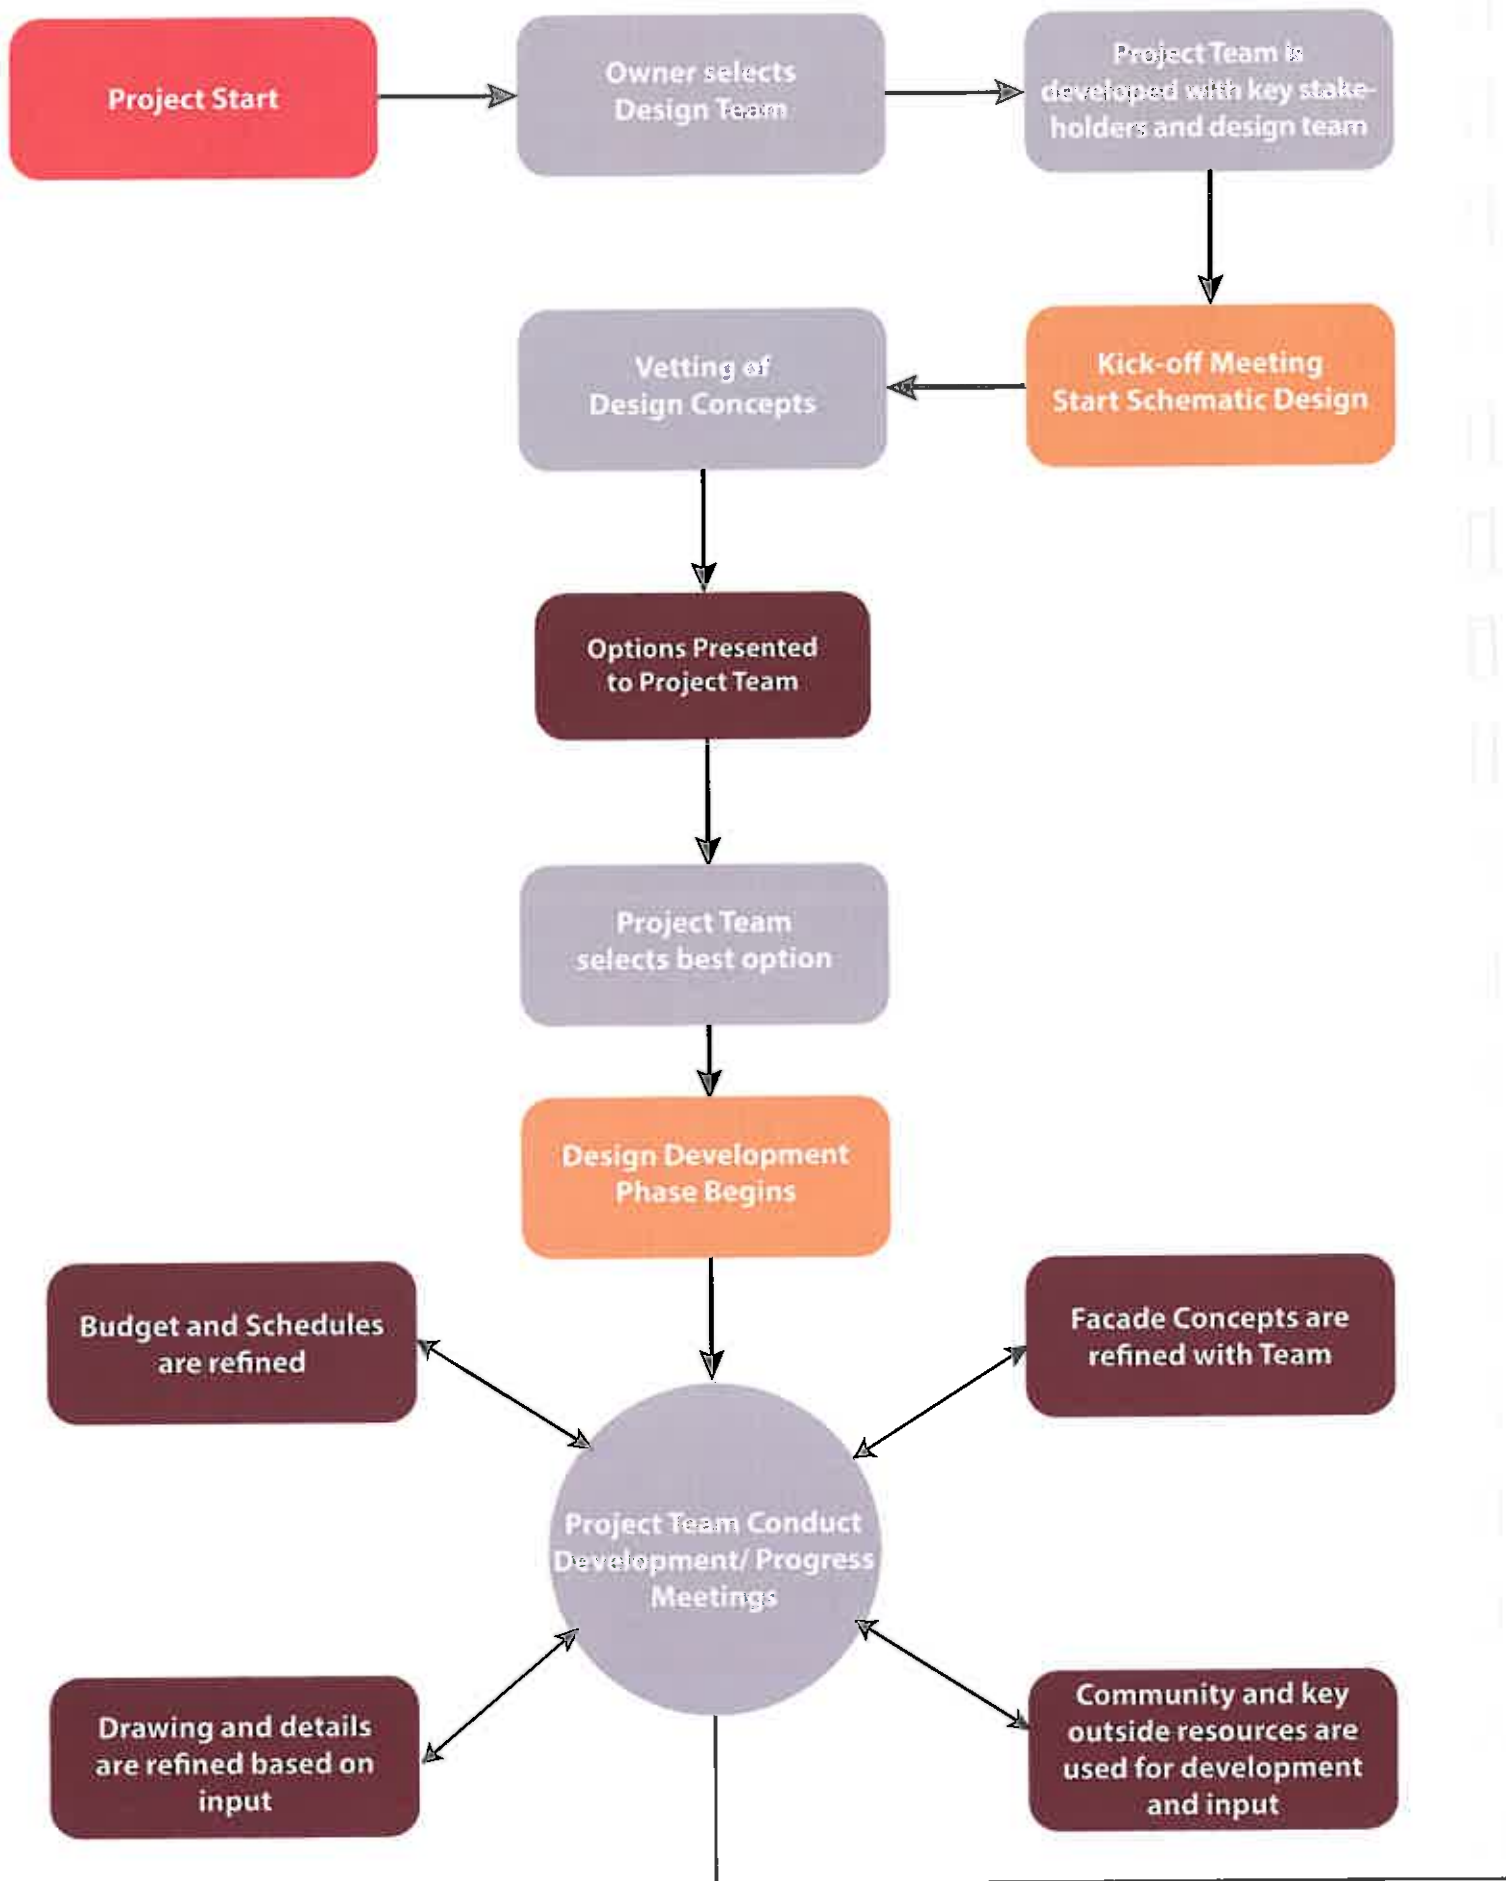 Project Start
Owner selects
Design Team
Project Team is
developed with key stake-
holders and design team
Vetting of
Design Concepts
Kick-off Meeting
Start Schematic Design
Options Presented
to Project Team
Project Team
selects best option
Design Development
Phase Begins
Budget and Schedules
are refined
Facade Concepts are
refined with Team
Project Team Conduct
Development/ Progress
Meetings
Drawing and details
are refined based on
input
Community and key
outside resources are
used for development
and input